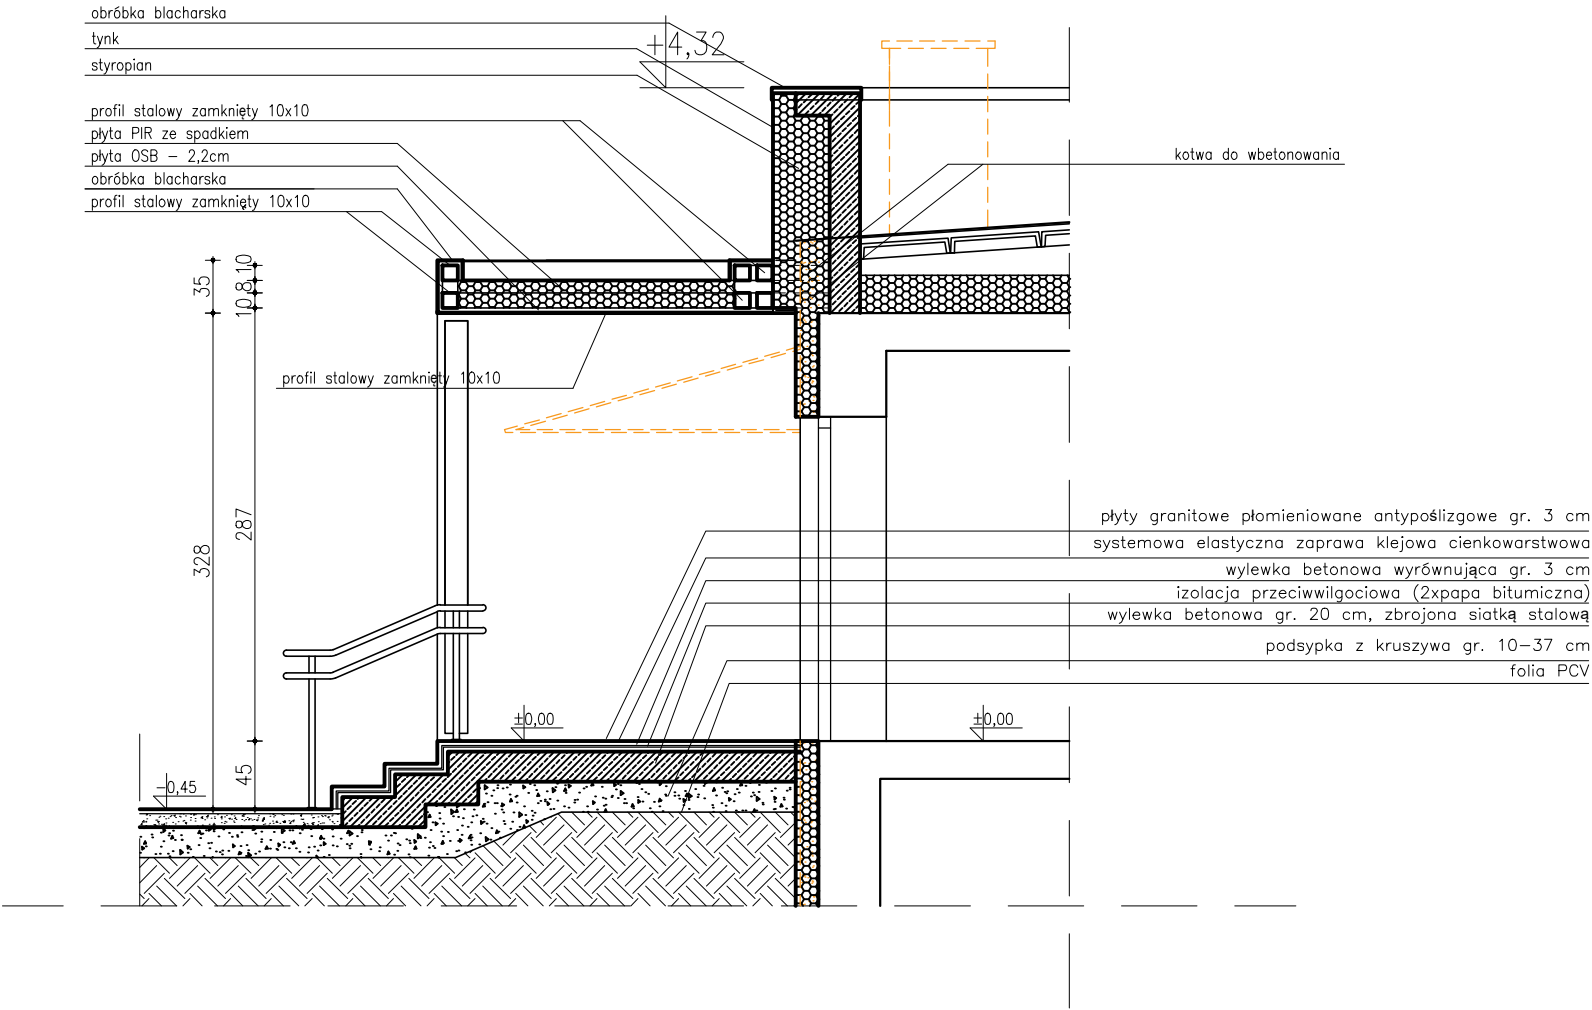 obróbka blacharska
tynk
styropian
+4,32
profil stalowy zamknięty 10x10
płyta PIR ze spadkiem
płyta OSB – 2,2cm
obróbka blacharska
profil stalowy zamknięty 10x10
kotwa do wbetonowania
35
10
8
10
profil stalowy zamknięty 10x10
328
287
45
płyty granitowe płomieniowane antypoślizgowe gr. 3 cm
systemowa elastyczna zaprawa klejowa cienkowarstwowa
wylewka betonowa wyrównująca gr. 3 cm
izolacja przeciwwilgociowa (2xpapa bitumiczna)
wylewka betonowa gr. 20 cm, zbrojona siatką stalową
podsypka z kruszywa gr. 10–37 cm
folia PCV
±0,00
±0,00
–0,45